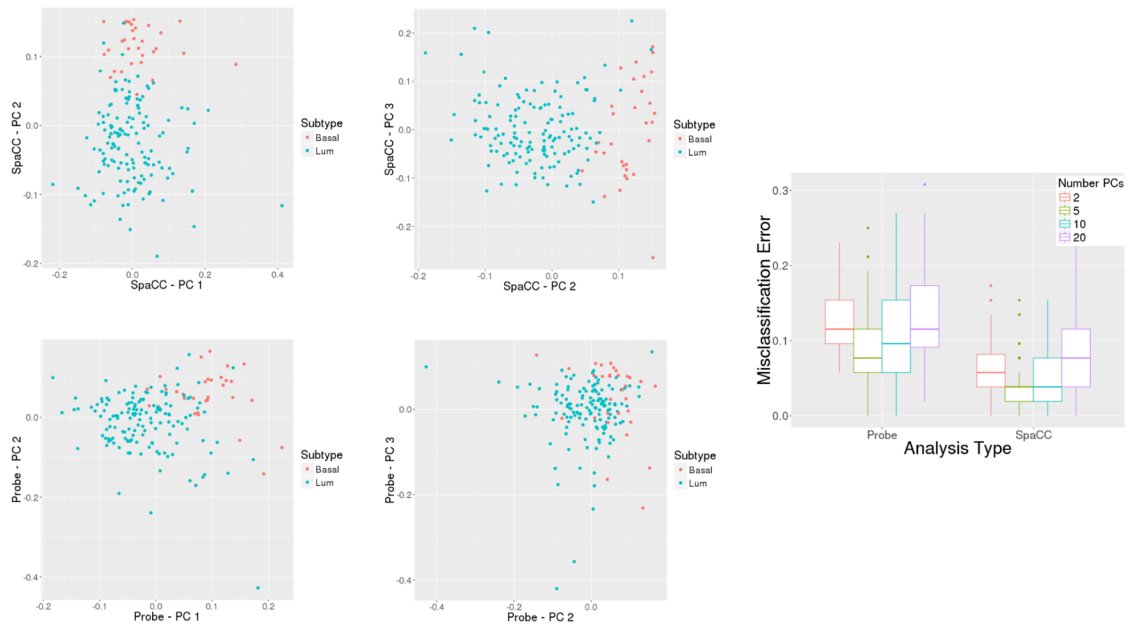 0.1
0.0
-0.1
-0.2
SpaCC - PC 2
-0.2
0.0
0.2
0.4
SpaCC - PC 1
Subtype
Basal
Lum
0.2
0.1
0.0
-0.1
-0.2
SpaCC - PC 3
-0.2
-0.1
0.0
0.1
SpaCC - PC 2
Subtype
Basal
Lum
0.0
-0.2
-0.4
Probe - PC 2
-0.2
-0.1
0.0
0.1
0.2
Probe - PC 1
Subtype
Basal
Lum
0.0
-0.2
-0.4
Probe - PC 3
-0.4
-0.2
0.0
Probe - PC 2
Subtype
Basal
Lum
Number PCs
2
5
10
20
0.3
0.2
0.1
0.0
Misclassification Error
Probe
SpaCC
Analysis Type